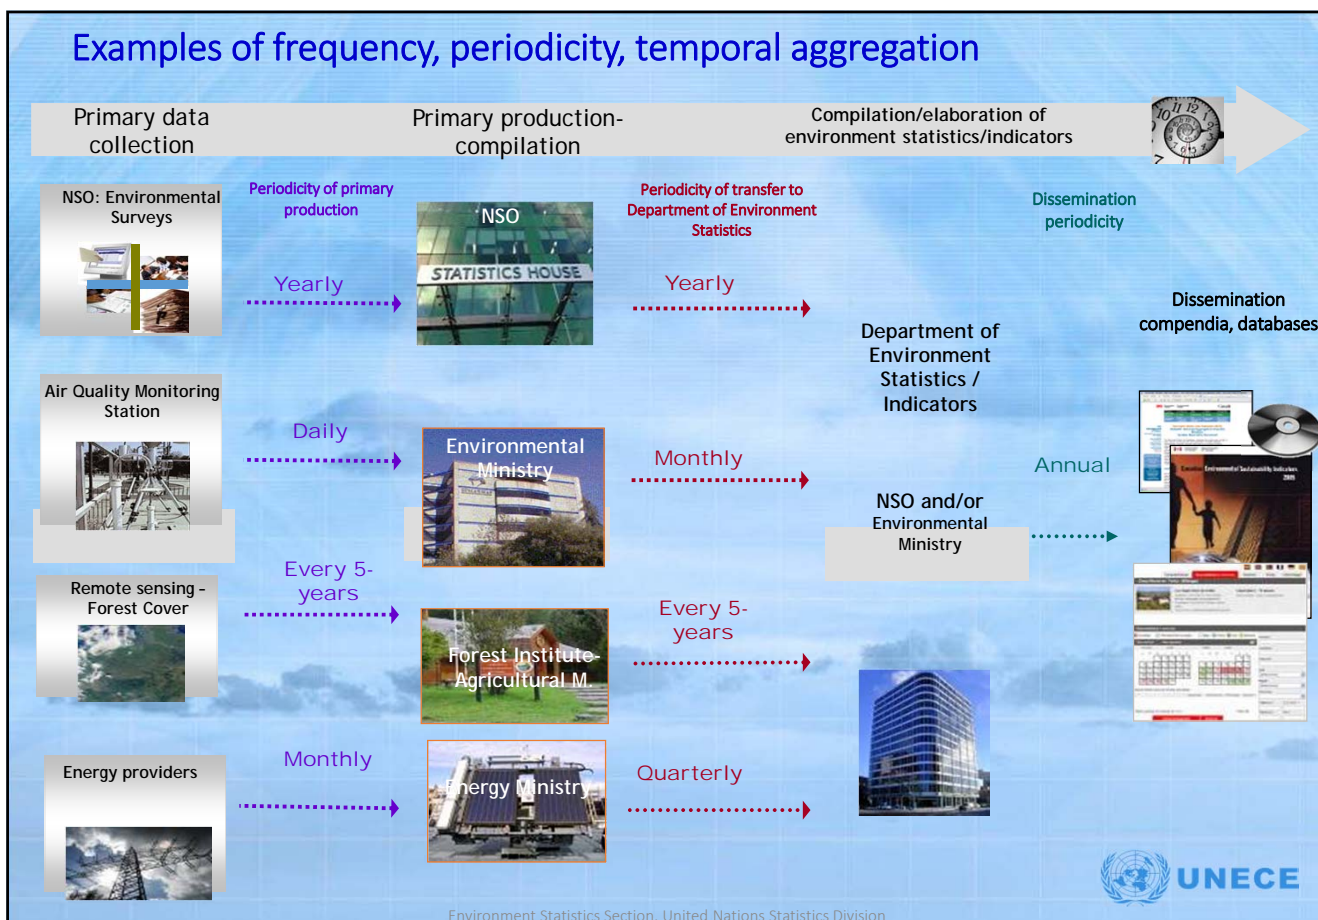 Examples of frequency, periodicity, temporal aggregation
Primary data
collection
Primary production-
compilation
Compilation/elaboration of
environment statistics/indicators
NSO: Environmental
Surveys
Periodicity of primary
production
NSO
STATISTICS HOUSE
Periodicity of transfer to
Department of Environment
Statistics
Dissemination
periodicity
Yearly
Yearly
Dissemination
compendia, databases
Department of
Environment
Statistics /
Indicators
Air Quality Monitoring
Station
Daily
Environmental
Ministry
Monthly
Annual
NSO and/or
Environmental
Ministry
Remote sensing –
Forest Cover
Every 5-
years
Forest Institute-
Agricultural M.
Every 5-
years
Energy providers
Monthly
Energy Ministry
Quarterly
UNECE
Environment Statistics Section, United Nations Statistics Division